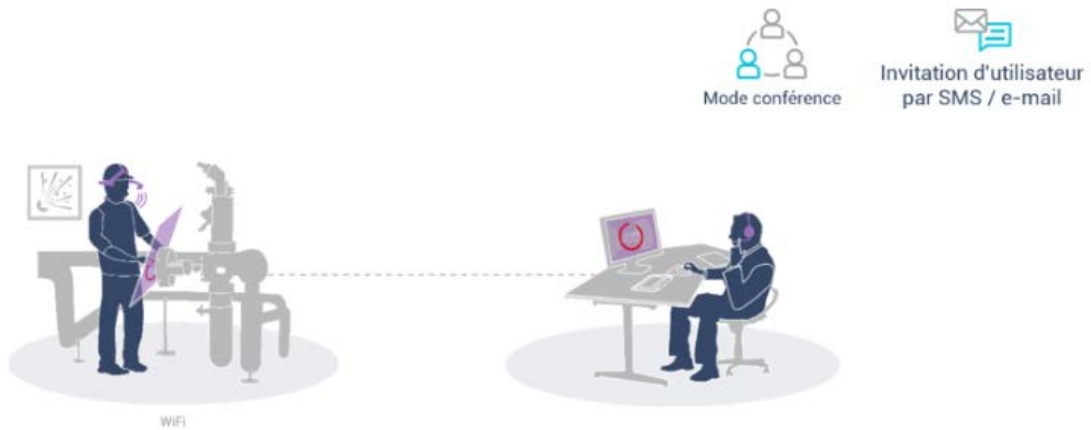 Mode conférence
Invitation d'utilisateur
par SMS / e-mail
WiFi